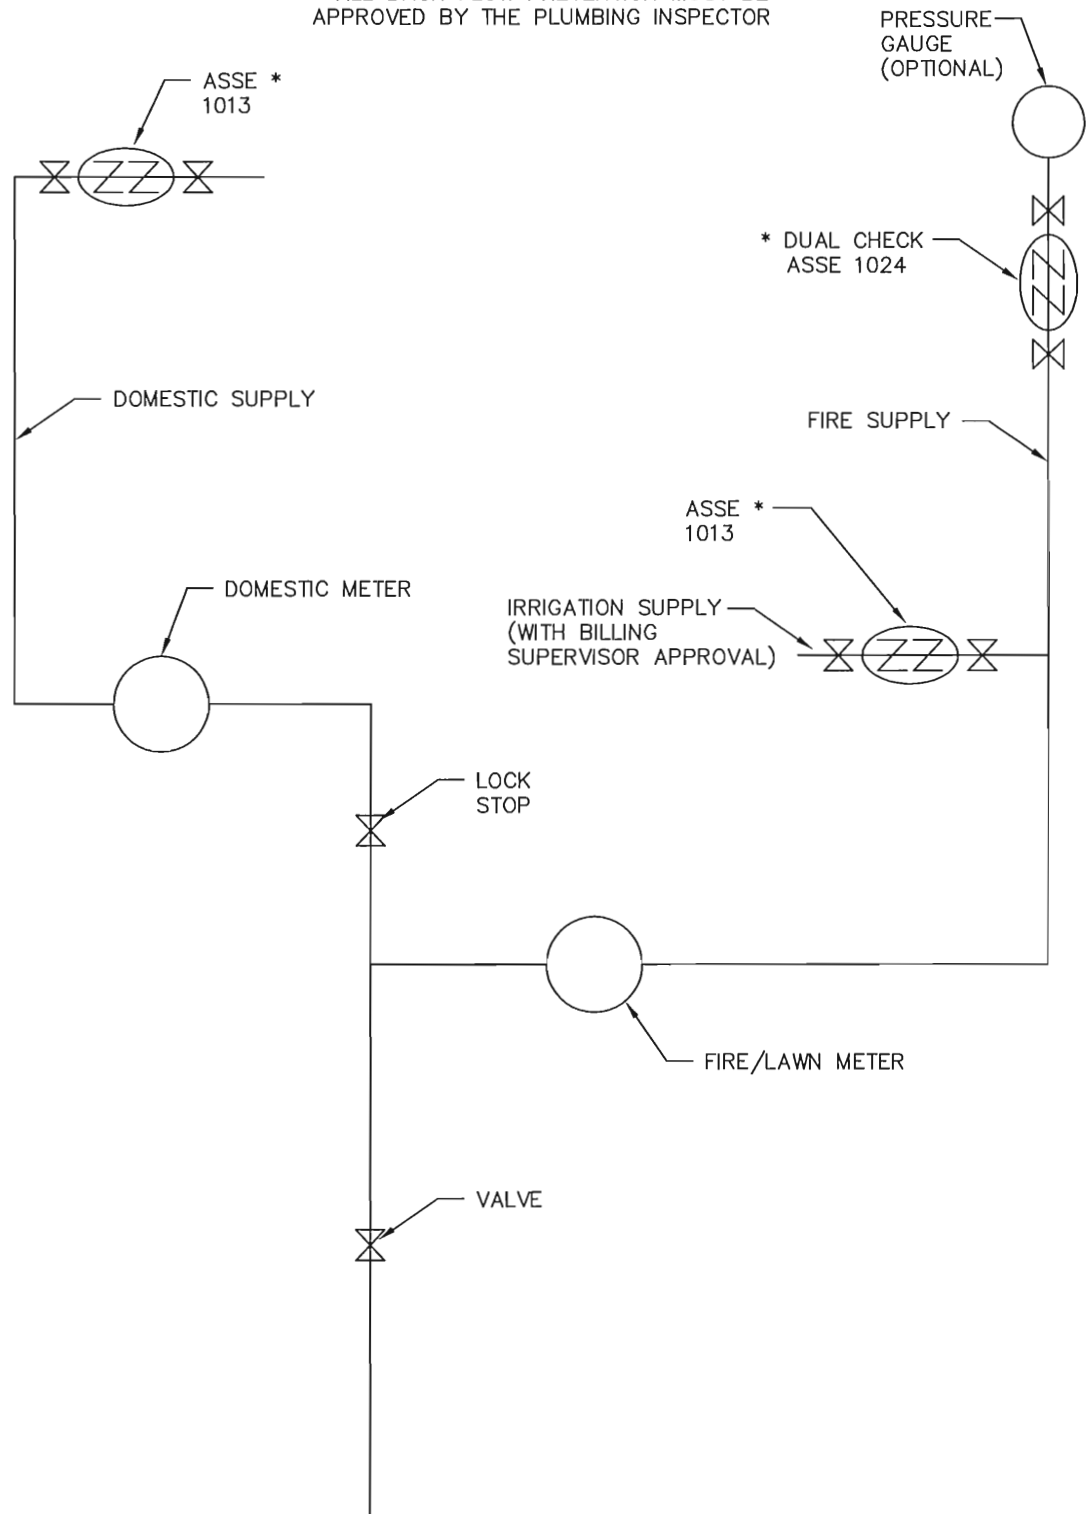 APPROVED BY THE PLUMBING INSPECTOR
PRESSURE
GAUGE
(OPTIONAL)
ASSE *
1013
* DUAL CHECK
ASSE 1024
DOMESTIC SUPPLY
FIRE SUPPLY
ASSE *
1013
DOMESTIC METER
IRRIGATION SUPPLY
(WITH BILLING
SUPERVISOR APPROVAL)
LOCK
STOP
FIRE/LAWN METER
VALVE